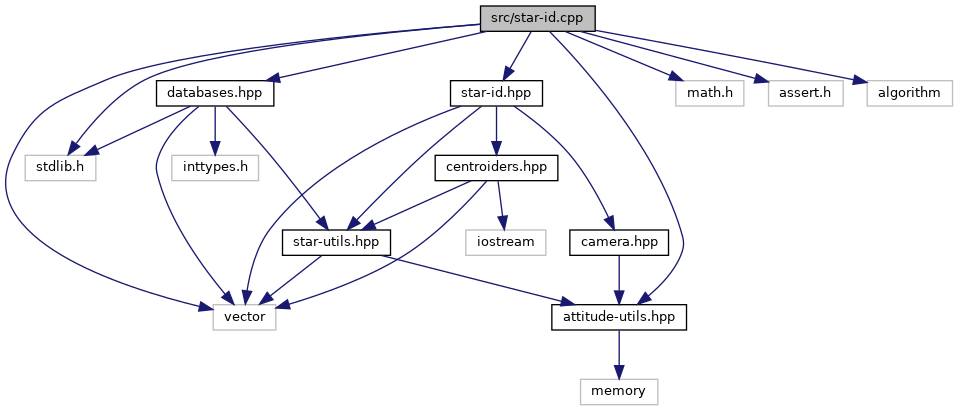 src/star-id.cpp
databases.hpp
star-id.hpp
math.h
assert.h
algorithm
stdlib.h
inttypes.h
centroiders.hpp
star-utils.hpp
iostream
camera.hpp
vector
attitude-utils.hpp
memory